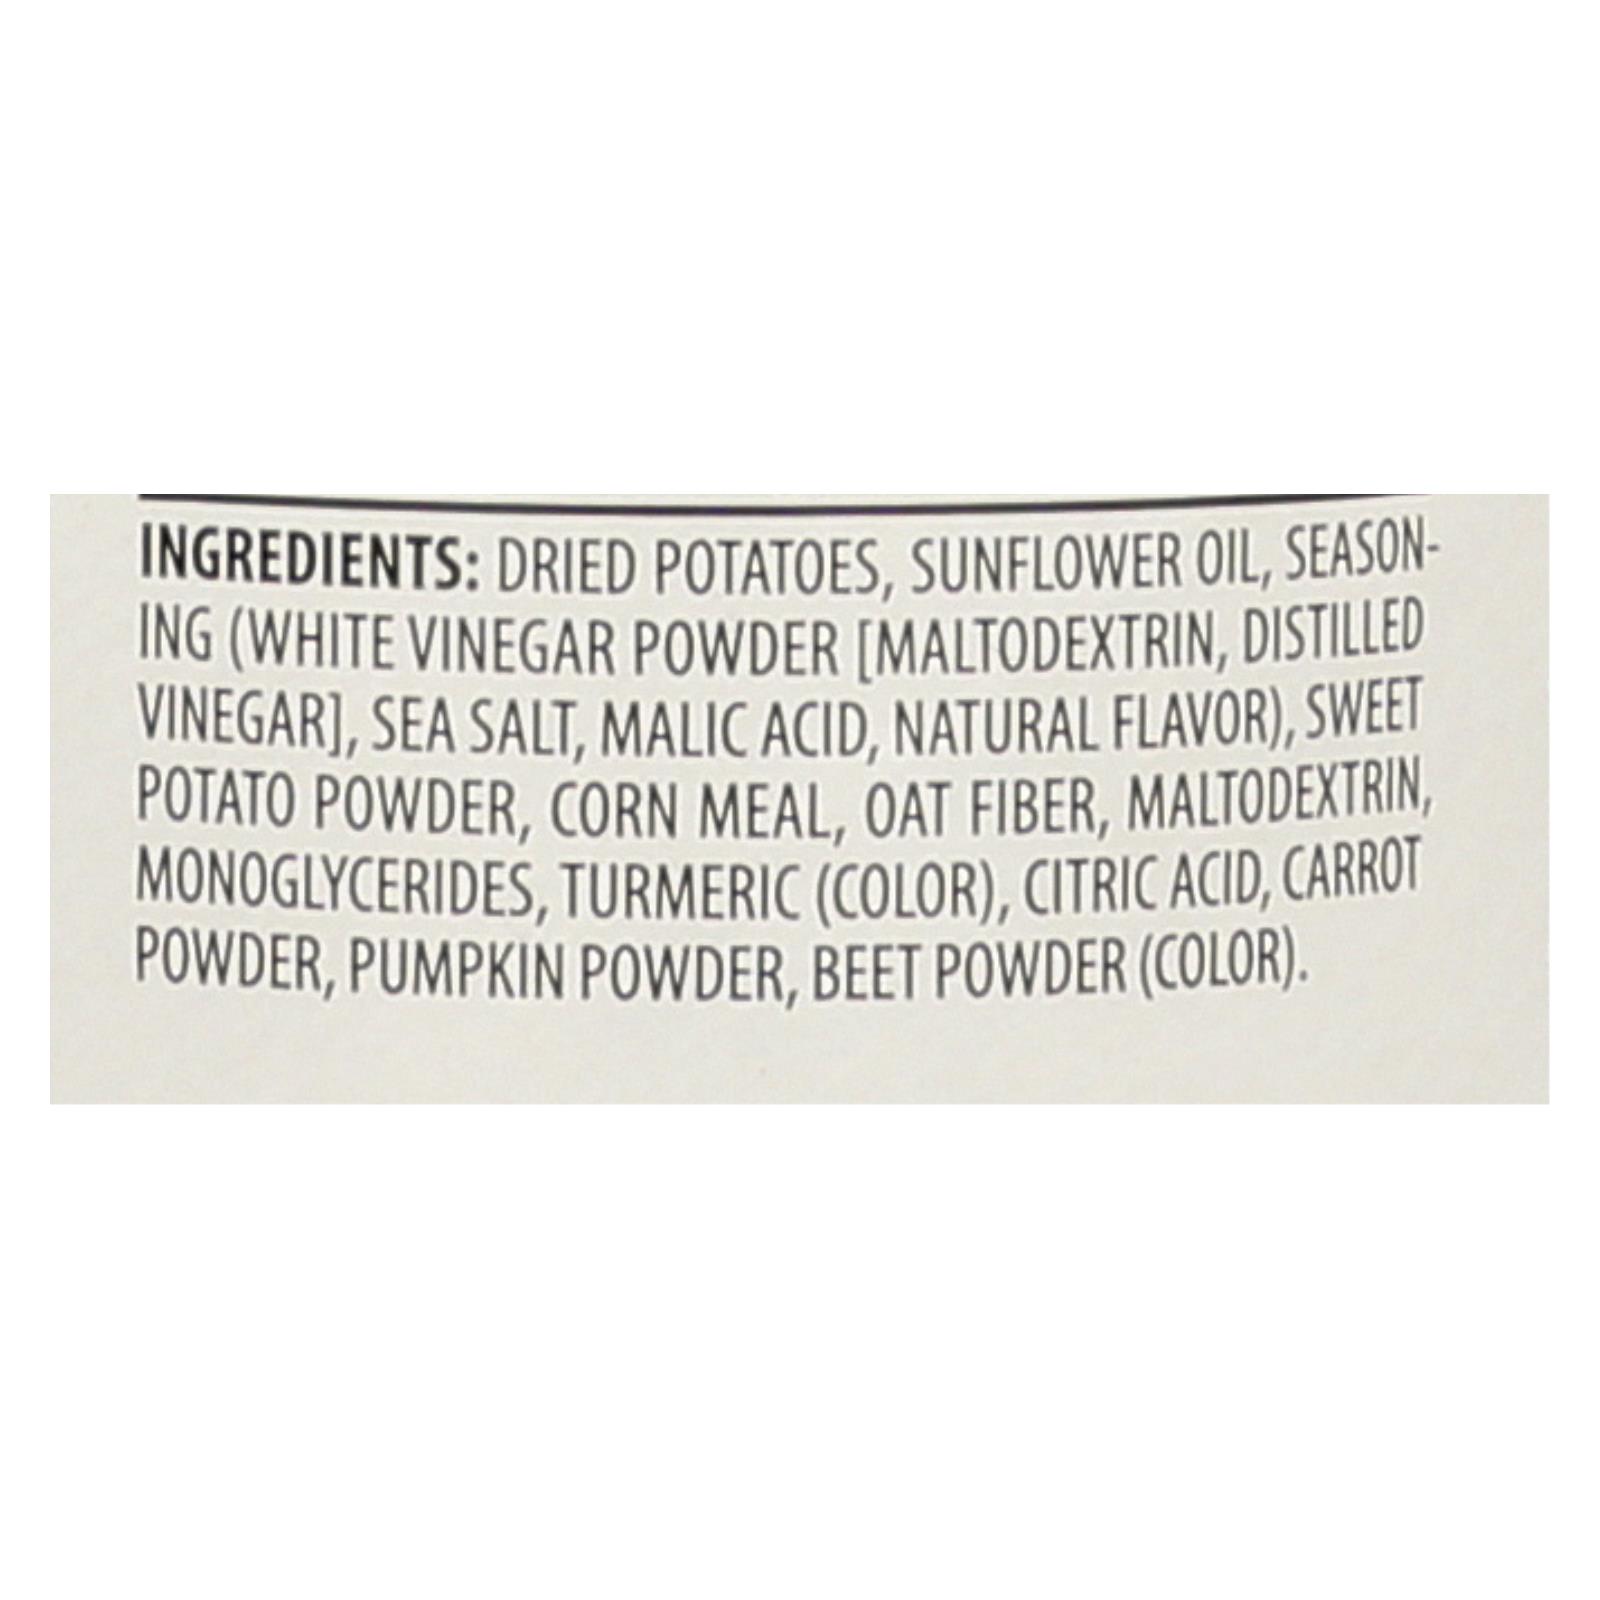 INGREDIENTS: DRIED POTATOES, SUNFLOWER OIL, SEASON-
ING (WHITE VINEGAR POWDER [MALTODEXTRIN, DISTILLED
VINEGAR], SEA SALT, MALIC ACID, NATURAL FLAVOR), SWEET
POTATO POWDER, CORN MEAL, OAT FIBER, MALTODEXTRIN,
MONOGLYCERIDES, TURMERIC (COLOR), CITRIC ACID, CARROT
POWDER, PUMPKIN POWDER, BEET POWDER (COLOR).